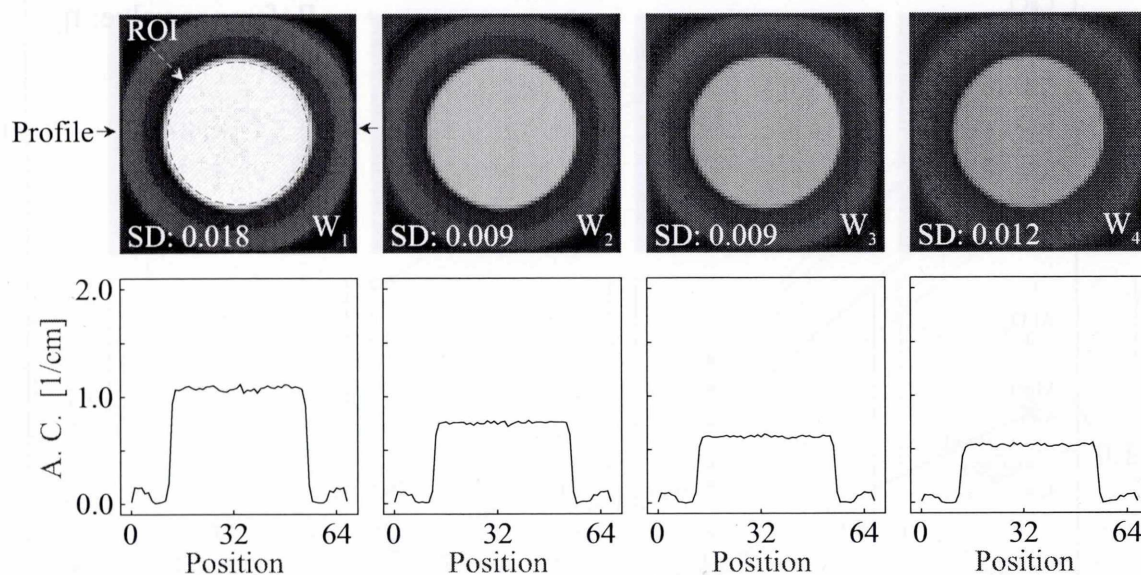 ROI
Profile
SD: 0.018 W1
SD: 0.009 W2
SD: 0.009 W3
SD: 0.012 W4
A. C. [1/cm]
2.0
1.0
0.0
0 32 64
0 32 64
0 32 64
0 32 64
Position
Position
Position
Position